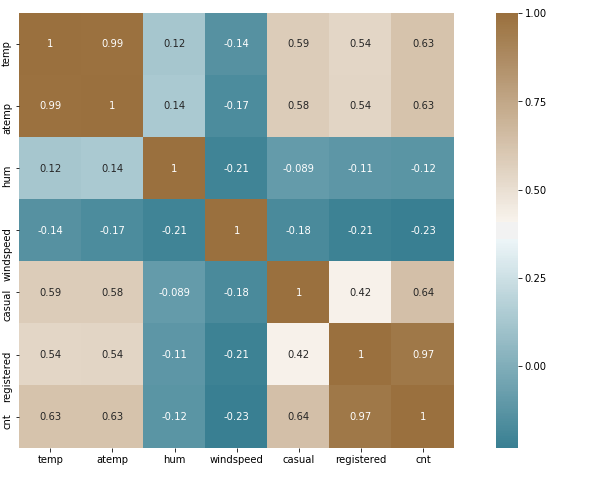 temp 1 0.99 0.12 -0.14 0.59 0.54 0.63
atemp 0.99 1 0.14 -0.17 0.58 0.54 0.63
hum 0.12 0.14 1 -0.21 -0.089 -0.11 -0.12
windspeed -0.14 -0.17 -0.21 1 -0.18 -0.21 -0.23
casual 0.59 0.58 -0.089 -0.18 1 0.42 0.64
registered 0.54 0.54 -0.11 -0.21 0.42 1 0.97
cnt 0.63 0.63 -0.12 -0.23 0.64 0.97 1
temp atemp hum windspeed casual registered cnt
1.00
0.75
0.50
0.25
0.00